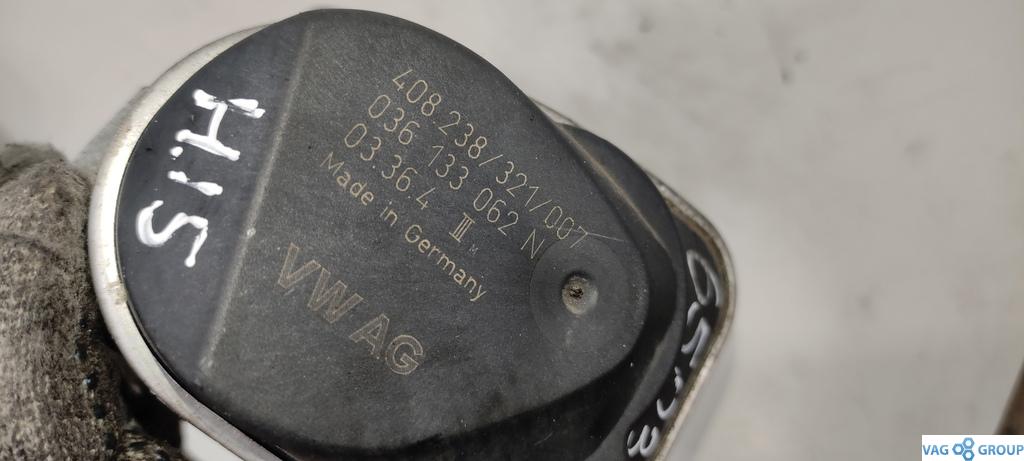 408 238/321/007
036 133 062 N
03.36.4 III M
Made in Germany
VW AG
VAG GROUP